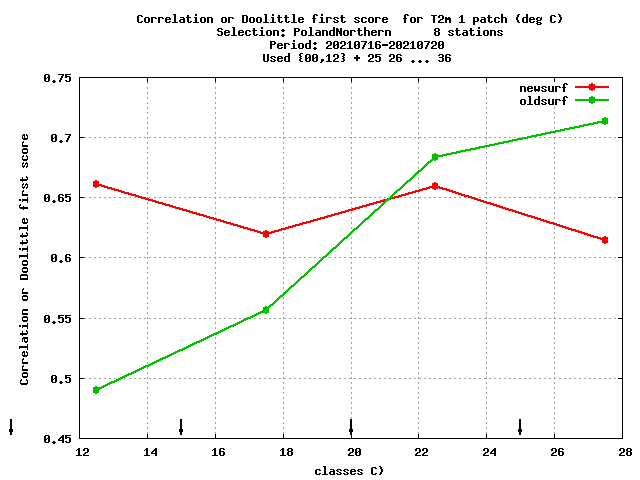 Correlation or Doolittle first score  for T2m 1 patch (deg C)
Selection: PolandNorthern      8 stations
Period: 20210716-20210720
Used {00,12} + 25 26 ... 36
newsurf
oldsurf
0.75
0.7
0.65
0.6
0.55
0.5
0.45
Correlation or Doolittle first score
12 14 16 18 20 22 24 26 28
classes C)